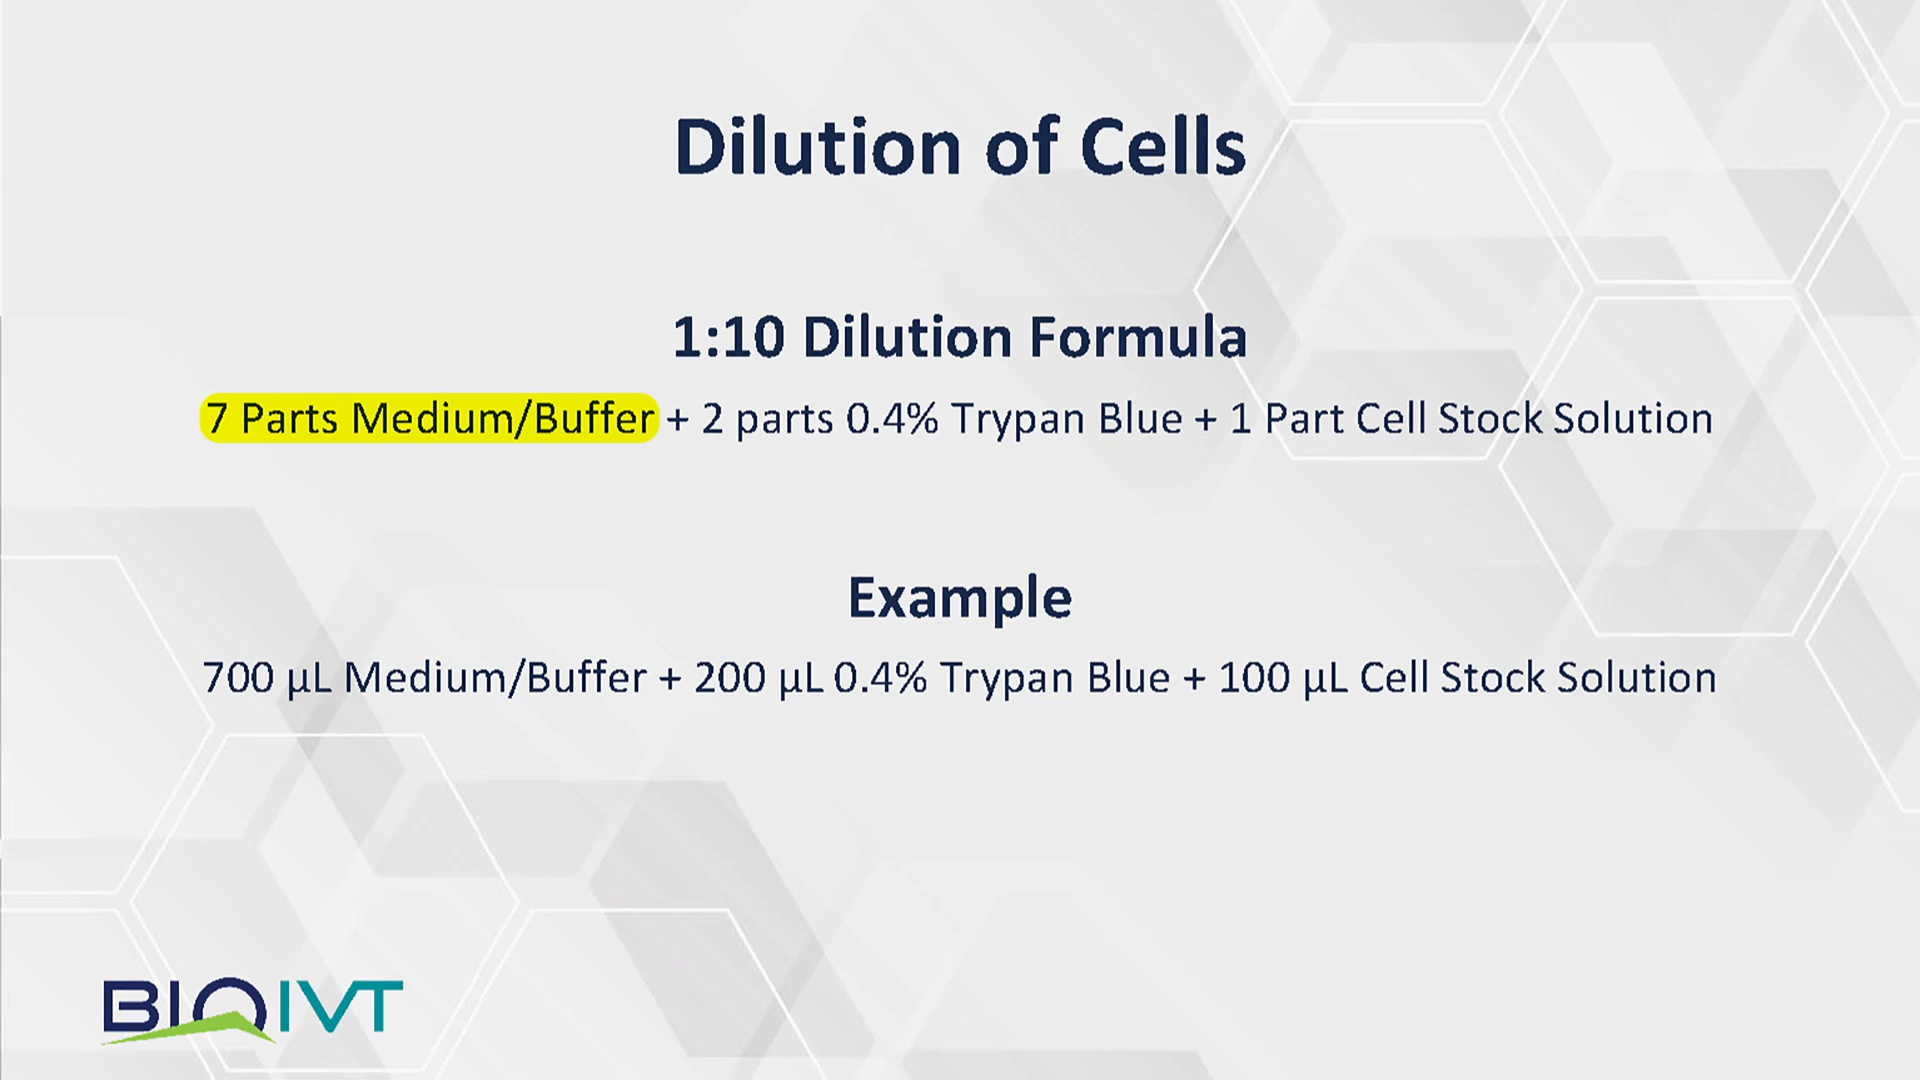 Dilution of Cells
1:10 Dilution Formula
7 Parts Medium/Buffer + 2 parts 0.4% Trypan Blue + 1 Part Cell Stock Solution
Example
700 µL Medium/Buffer + 200 µL 0.4% Trypan Blue + 100 µL Cell Stock Solution
BIOIVT